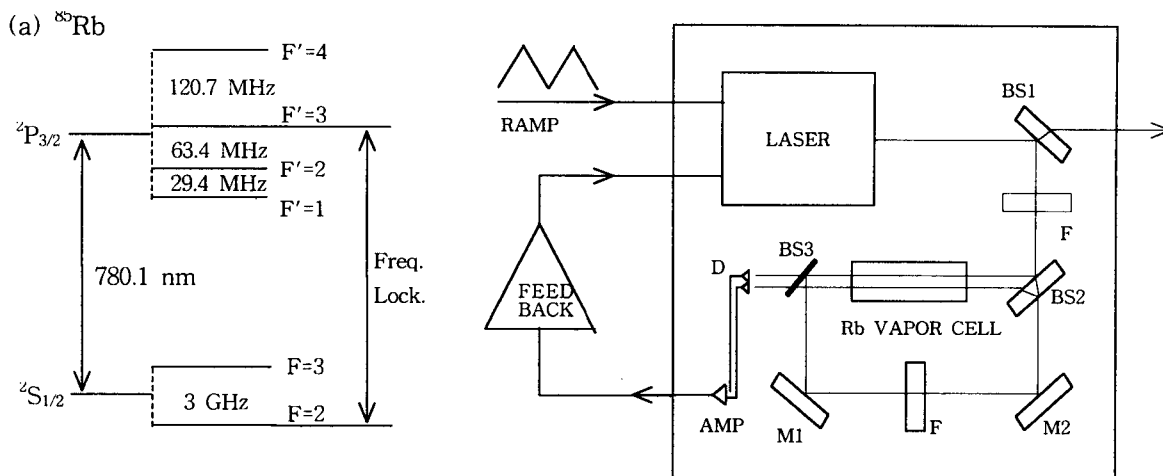 (a) ⁸⁵Rb
F'=4
120.7 MHz
F'=3
²P₃/₂
63.4 MHz
F'=2
29.4 MHz
F'=1
780.1 nm
Freq.
Lock.
F=3
²S₁/₂
3 GHz
F=2
RAMP
LASER
BS1
F
D
BS3
BS2
Rb VAPOR CELL
FEED
BACK
AMP
M1
F
M2